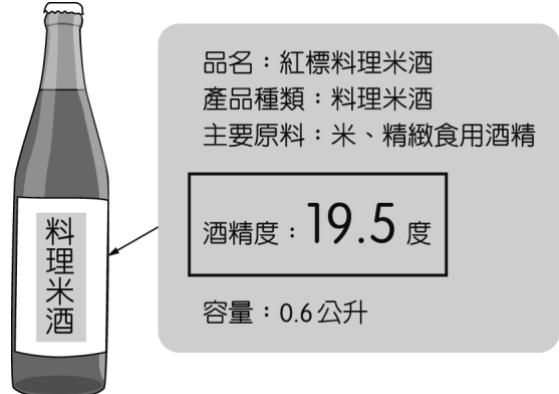 料理米酒
品名：紅標料理米酒
產品種類：料理米酒
主要原料：米、精緻食用酒精
酒精度：19.5 度
容量：0.6 公升